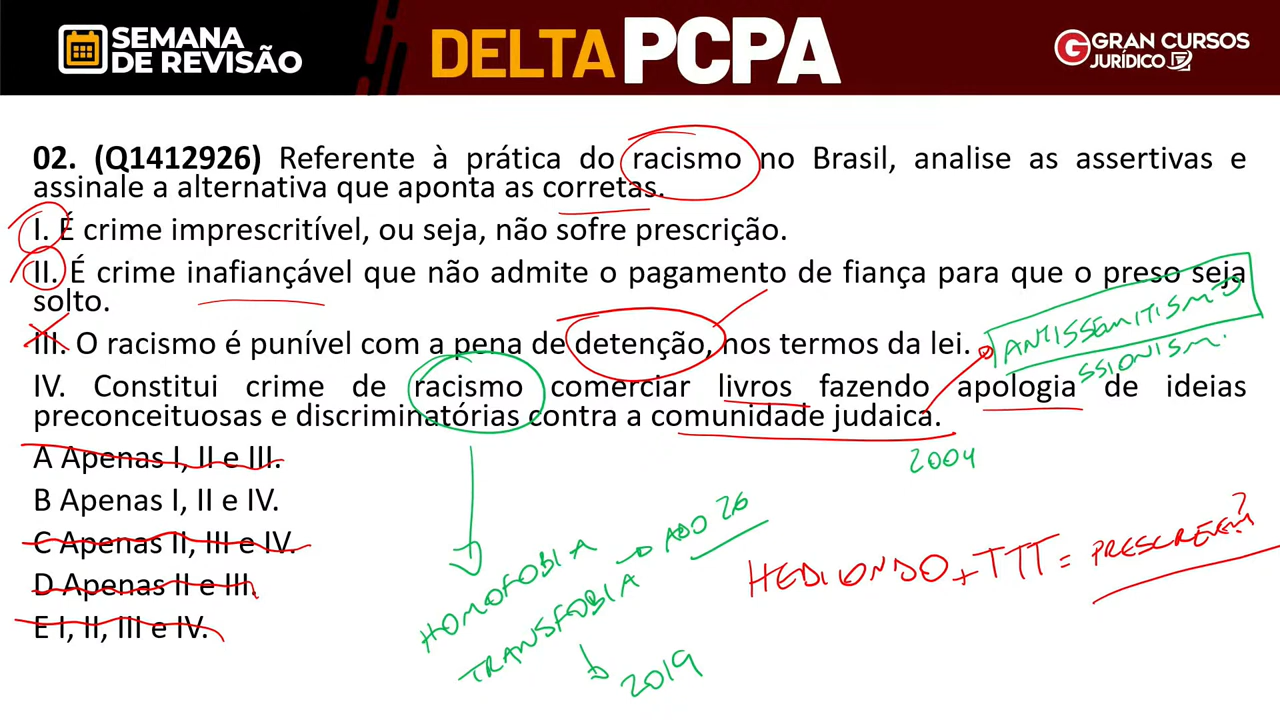 SEMANA
DE REVISÃO
DELTA PCPA
GRAN CURSOS
JURÍDICO
02. (Q1412926) Referente à prática do racismo no Brasil, analise as assertivas e
assinale a alternativa que aponta as corretas.
I. É crime imprescritível, ou seja, não sofre prescrição.
II. É crime inafiançável que não admite o pagamento de fiança para que o preso seja
solto.
III. O racismo é punível com a pena de detenção, nos termos da lei.
ANTISSEMITISMO
SSIONISM.
IV. Constitui crime de racismo comerciar livros fazendo apologia de ideias
preconceituosas e discriminatórias contra a comunidade judaica.
2004
A Apenas I, II e III.
B Apenas I, II e IV.
C Apenas II, III e IV.
D Apenas II e III.
E I, II, III e IV.
HOMOFOBIA
TRANSFOBIA → ADO 26
2019
HEDIONDO + TTT = PRESCREVEM?